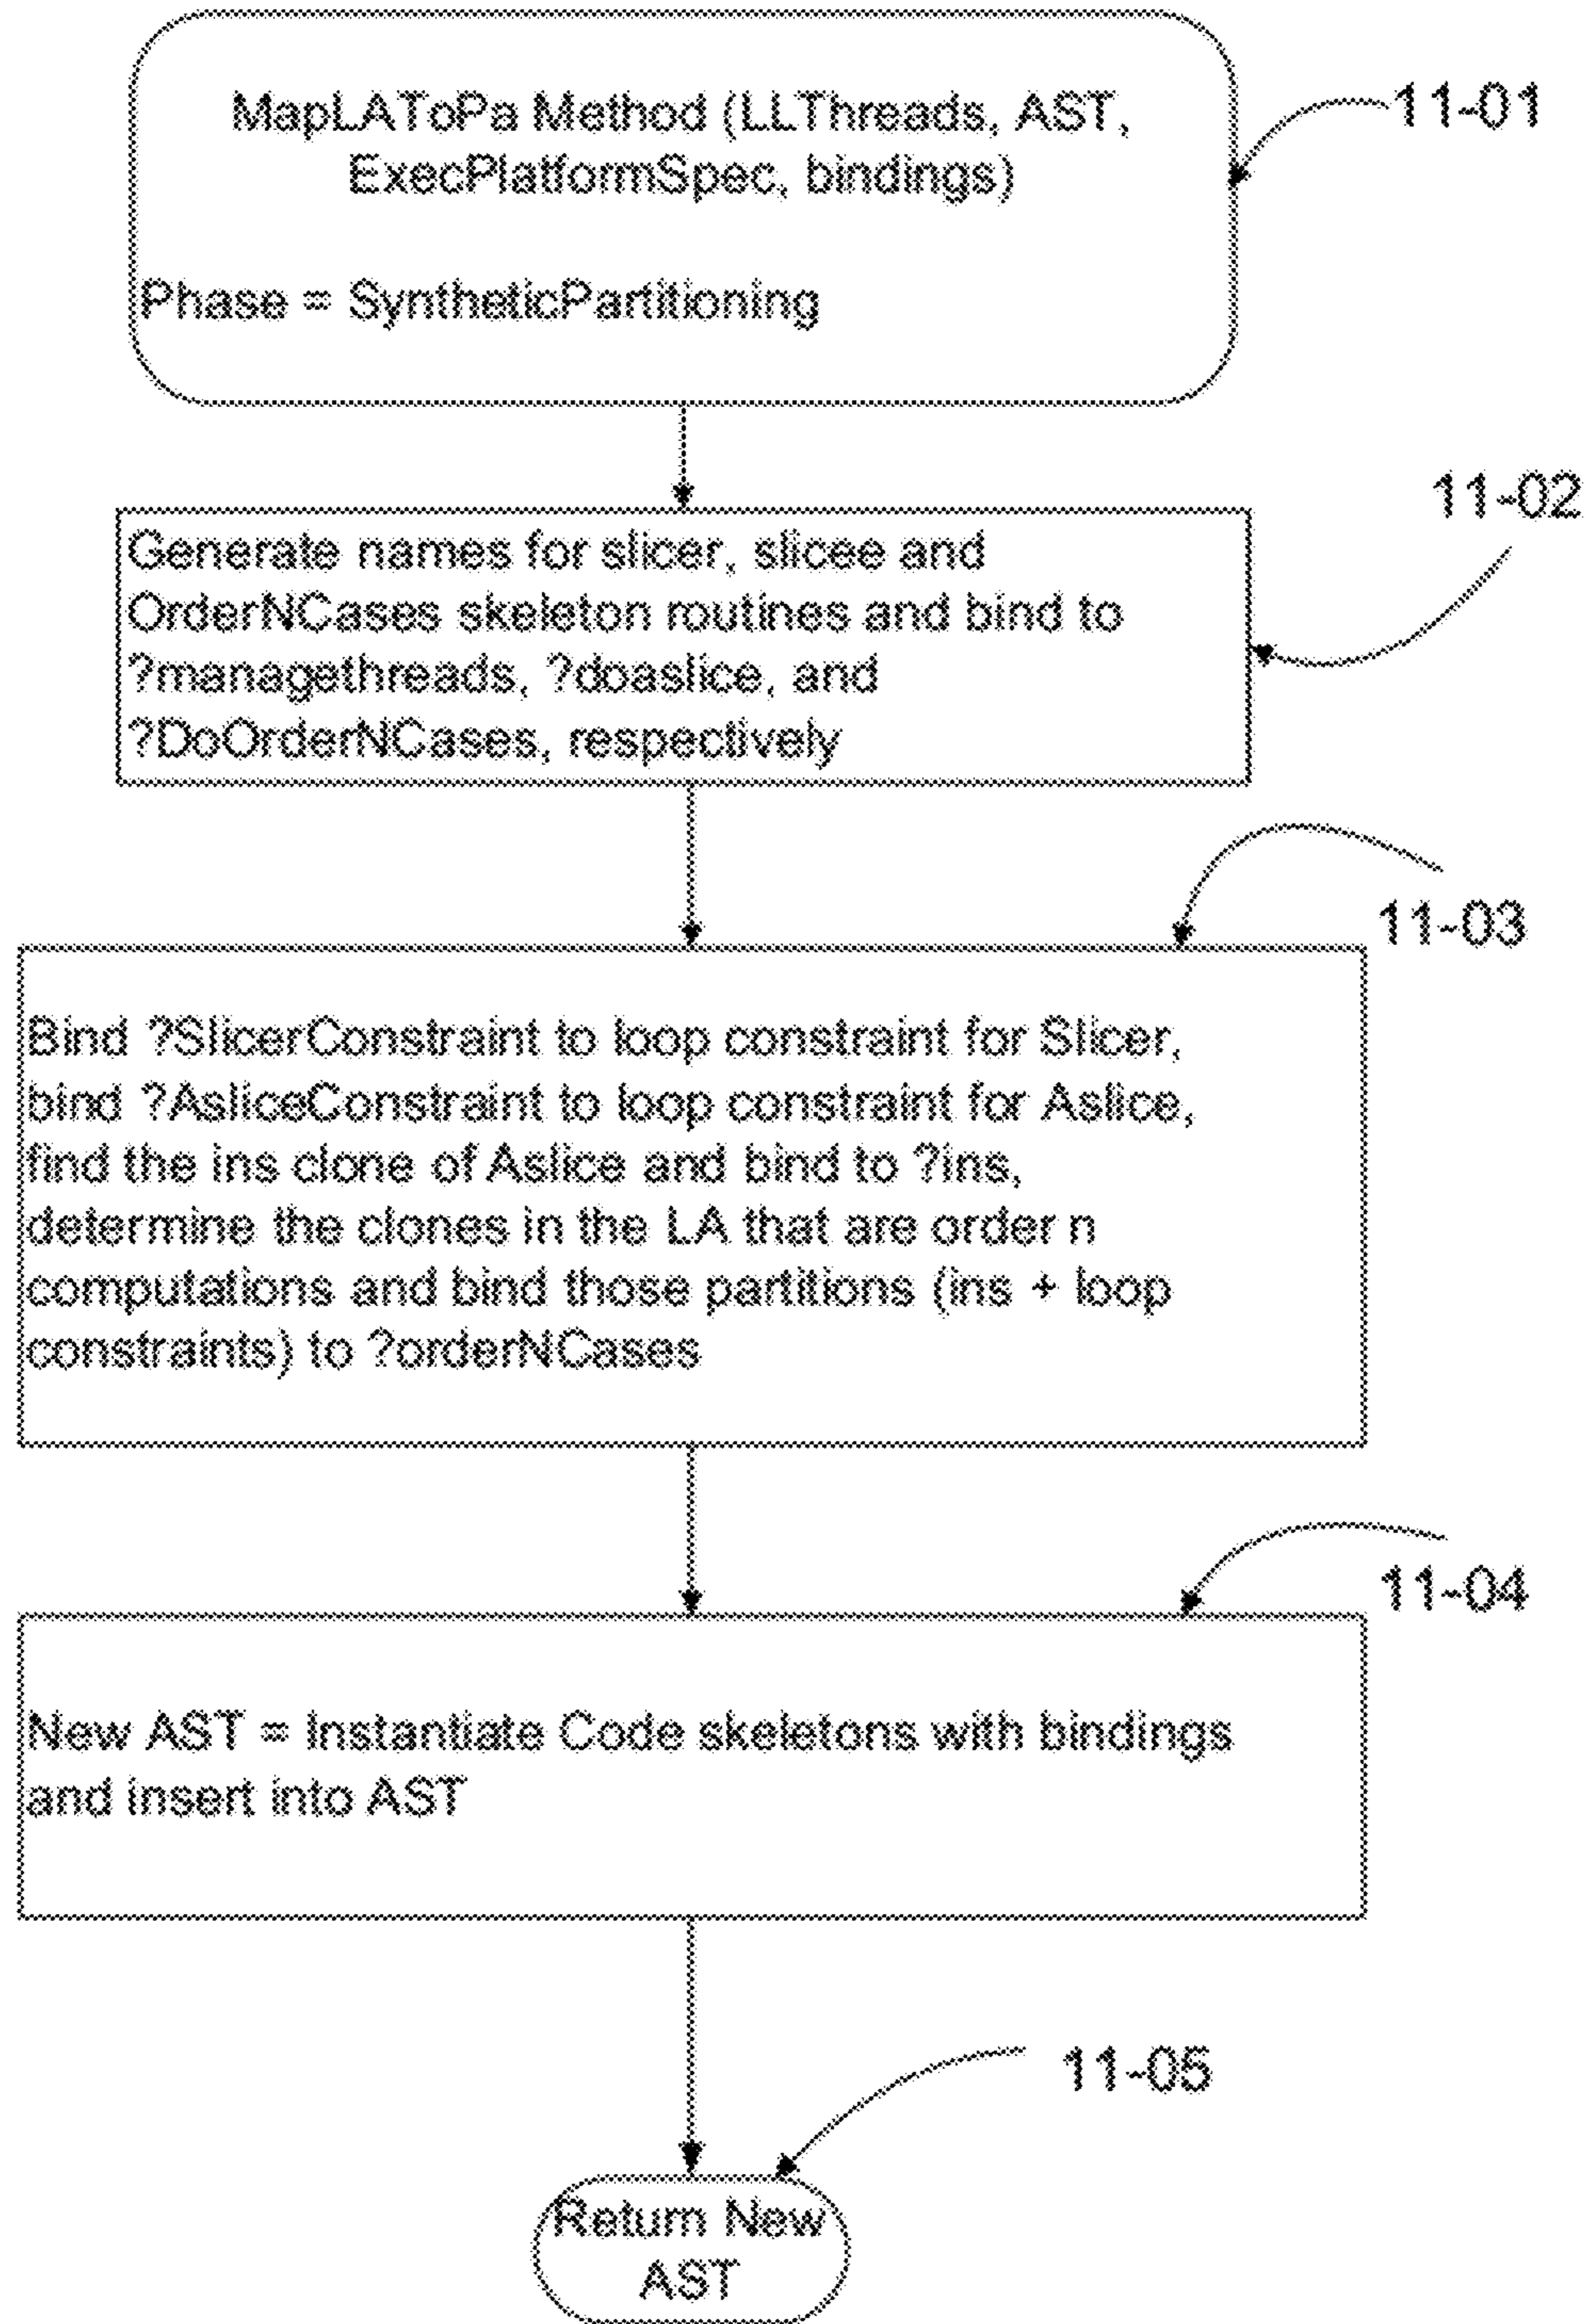 MapLAToPa Method (LLThreads, AST,
ExecPlatformSpec, bindings)
Phase = SyntheticPartitioning
11-01
11-02
Generate names for slicer, slicee and
OrderNCases skeleton routines and bind to
?managethreads, ?doaslice, and
?DoOrderNCases, respectively
11-03
Bind ?SlicerConstraint to loop constraint for Slicer,
bind ?AsliceConstraint to loop constraint for Aslice,
find the ins clone of Aslice and bind to ?ins,
determine the clones in the LA that are order n
computations and bind those partitions (ins + loop
constraints) to ?orderNCases
11-04
New AST = Instantiate Code skeletons with bindings
and insert into AST
11-05
Return New
AST